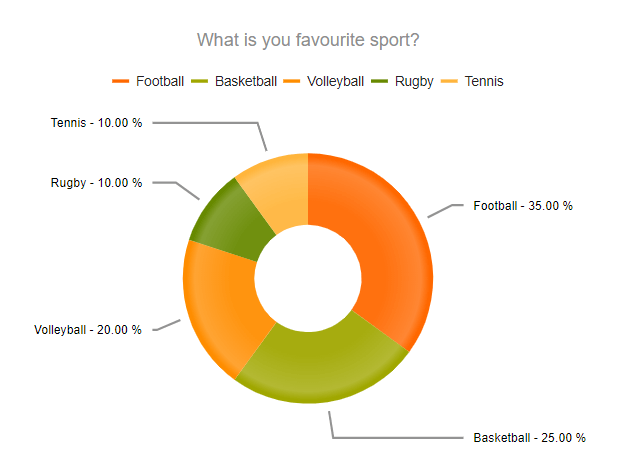 What is you favourite sport?
Football Basketball Volleyball Rugby Tennis
Tennis - 10.00 %
Rugby - 10.00 %
Football - 35.00 %
Volleyball - 20.00 %
Basketball - 25.00 %